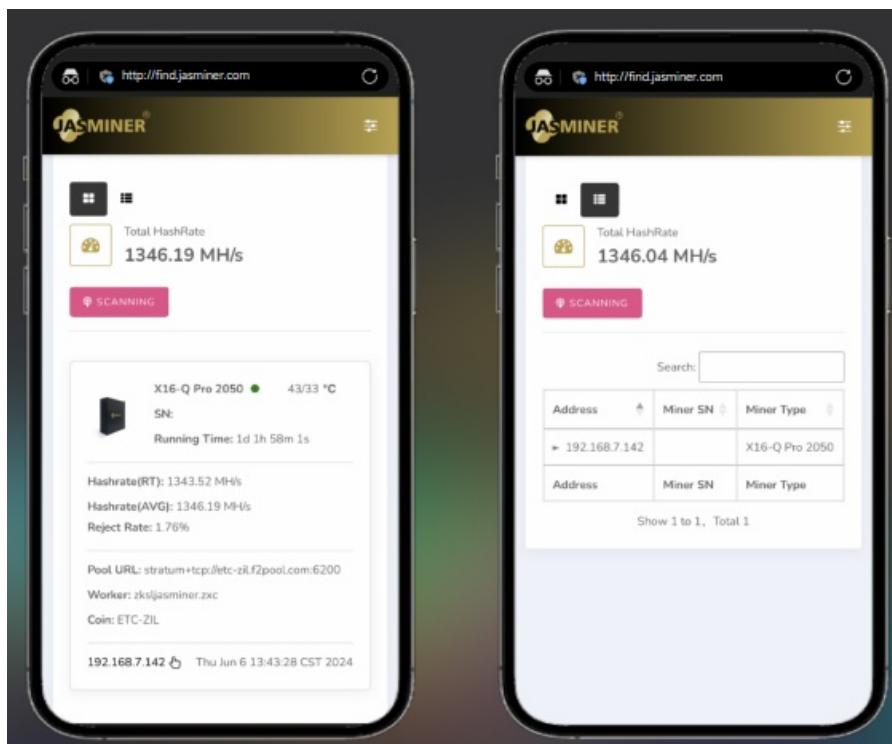 http://find.jasminer.com
JASMINER®
Total HashRate
1346.19 MH/s
SCANNING
X16-Q Pro 2050 43/33 °C
SN:
Running Time: 1d 1h 58m 1s
Hashrate(RT): 1343.52 MH/s
Hashrate(AVG): 1346.19 MH/s
Reject Rate: 1.76%
Pool URL: stratum+tcp://etc-zil.f2pool.com:6200
Worker: zksljasminer.zxc
Coin: ETC-ZIL
192.168.7.142 Thu Jun 6 13:43:28 CST 2024
http://find.jasminer.com
JASMINER®
Total HashRate
1346.04 MH/s
SCANNING
Search:
Address Miner SN Miner Type
192.168.7.142 X16-Q Pro 2050
Address Miner SN Miner Type
Show 1 to 1, Total 1